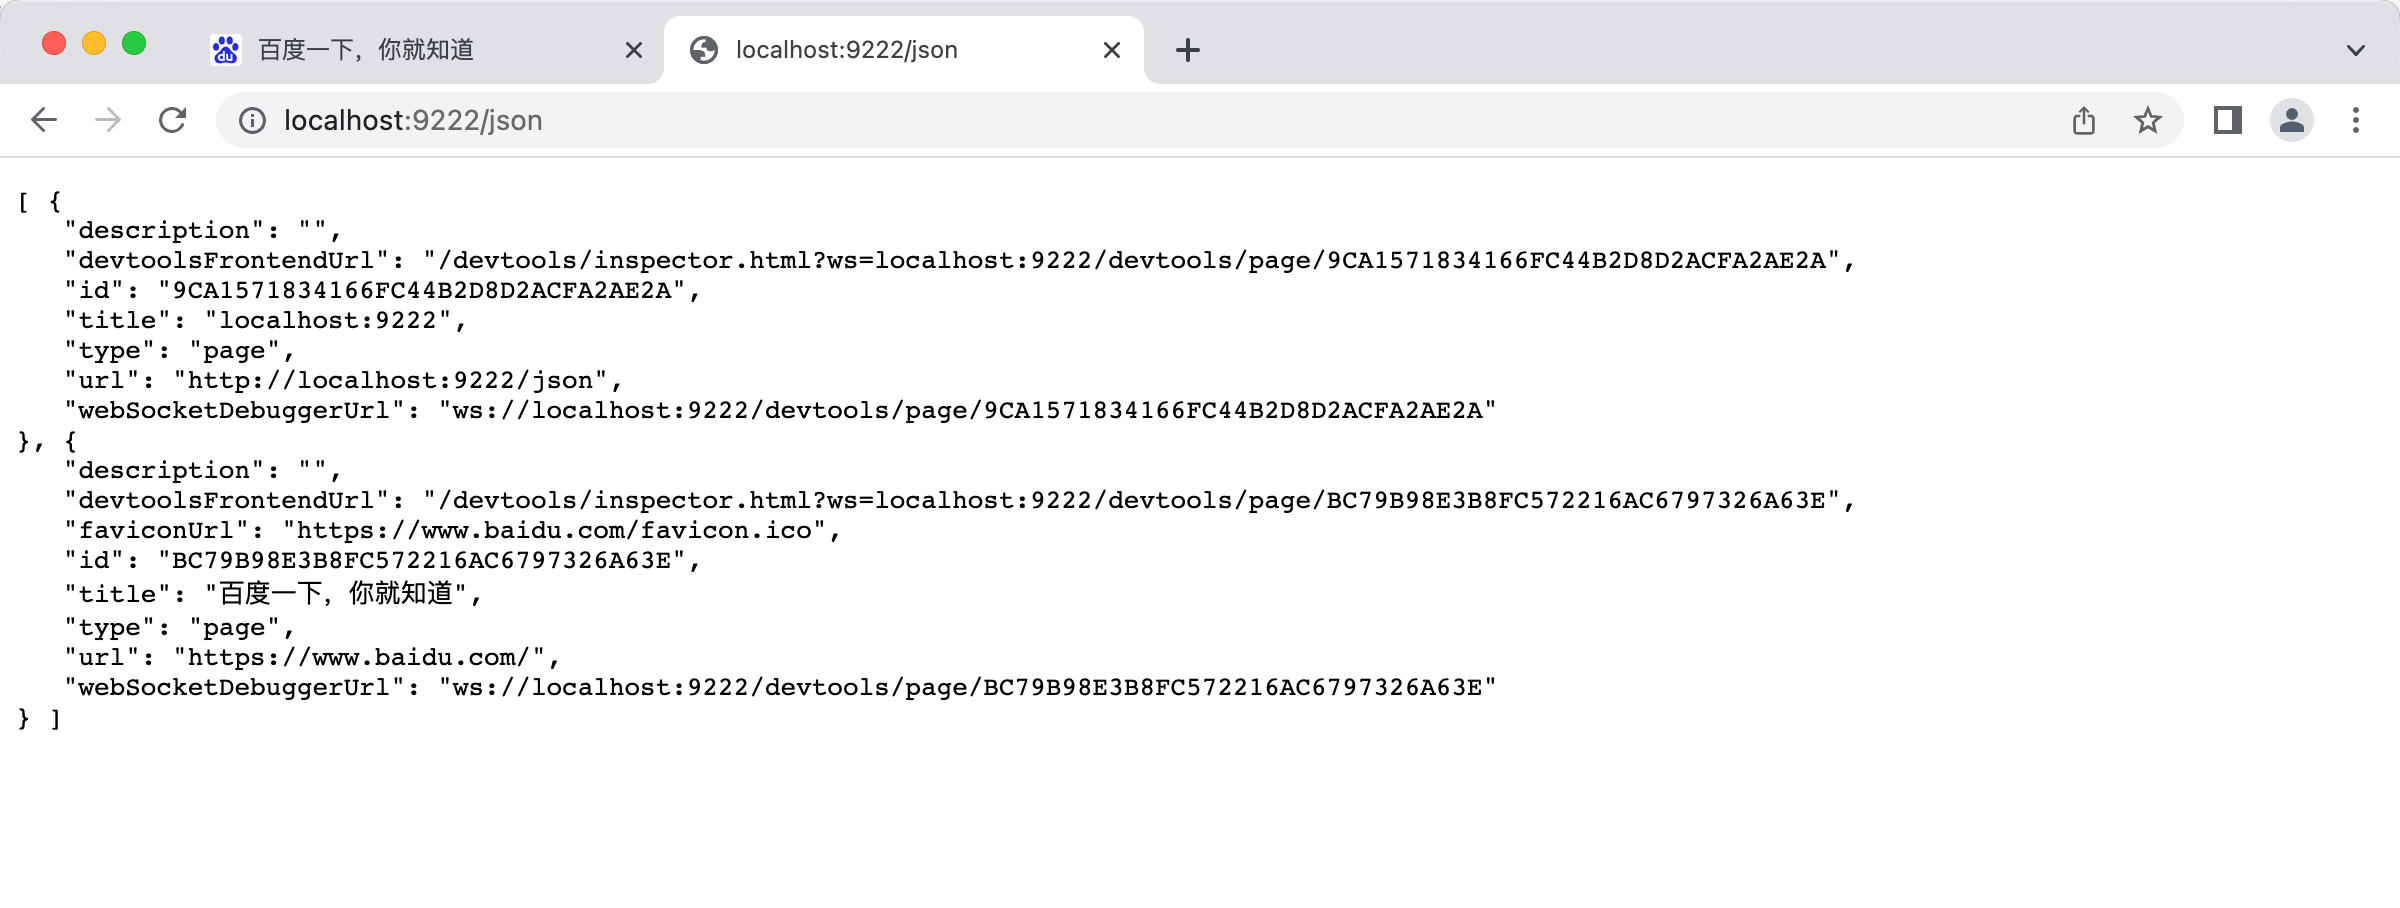 百度一下，你就知道
localhost:9222/json
localhost:9222/json
[ {
   "description": "",
   "devtoolsFrontendUrl": "/devtools/inspector.html?ws=localhost:9222/devtools/page/9CA1571834166FC44B2D8D2ACFA2AE2A",
   "id": "9CA1571834166FC44B2D8D2ACFA2AE2A",
   "title": "localhost:9222",
   "type": "page",
   "url": "http://localhost:9222/json",
   "webSocketDebuggerUrl": "ws://localhost:9222/devtools/page/9CA1571834166FC44B2D8D2ACFA2AE2A"
}, {
   "description": "",
   "devtoolsFrontendUrl": "/devtools/inspector.html?ws=localhost:9222/devtools/page/BC79B98E3B8FC572216AC6797326A63E",
   "faviconUrl": "https://www.baidu.com/favicon.ico",
   "id": "BC79B98E3B8FC572216AC6797326A63E",
   "title": "百度一下，你就知道",
   "type": "page",
   "url": "https://www.baidu.com/",
   "webSocketDebuggerUrl": "ws://localhost:9222/devtools/page/BC79B98E3B8FC572216AC6797326A63E"
} ]